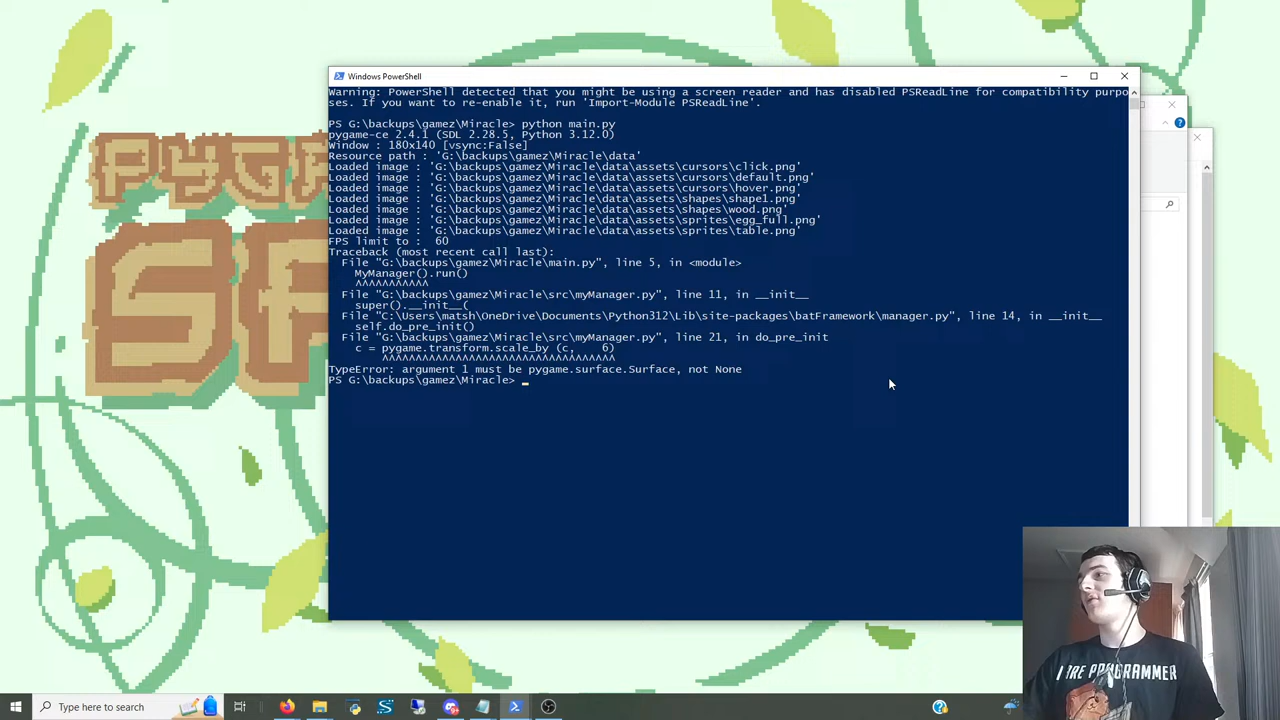 PYGA
SP
Windows PowerShell
Warning: PowerShell detected that you might be using a screen reader and has disabled PSReadLine for compatibility purpo
ses. If you want to re-enable it, run 'Import-Module PSReadLine'.
PS G:\backups\gamez\Miracle> python main.py
pygame-ce 2.4.1 (SDL 2.28.5, Python 3.12.0)
Window : 180x140 [vsync:False]
Resource path : 'G:\backups\gamez\Miracle\data'
Loaded image : 'G:\backups\gamez\Miracle\data\assets\cursors\click.png'
Loaded image : 'G:\backups\gamez\Miracle\data\assets\cursors\default.png'
Loaded image : 'G:\backups\gamez\Miracle\data\assets\cursors\hover.png'
Loaded image : 'G:\backups\gamez\Miracle\data\assets\shapes\shape1.png'
Loaded image : 'G:\backups\gamez\Miracle\data\assets\shapes\wood.png'
Loaded image : 'G:\backups\gamez\Miracle\data\assets\sprites\egg_full.png'
Loaded image : 'G:\backups\gamez\Miracle\data\assets\sprites\table.png'
FPS limit to :  60
Traceback (most recent call last):
  File "G:\backups\gamez\Miracle\main.py", line 5, in <module>
    MyManager().run()
    ^^^^^^^^^^^
  File "G:\backups\gamez\Miracle\src\myManager.py", line 11, in __init__
    super().__init__(
  File "C:\Users\matsh\OneDrive\Documents\Python312\Lib\site-packages\batFramework\manager.py", line 14, in __init__
    self.do_pre_init()
  File "G:\backups\gamez\Miracle\src\myManager.py", line 21, in do_pre_init
    c = pygame.transform.scale_by (c,    6)
        ^^^^^^^^^^^^^^^^^^^^^^^^^^^^^^^^^^^
TypeError: argument 1 must be pygame.surface.Surface, not None
PS G:\backups\gamez\Miracle> _
Type here to search